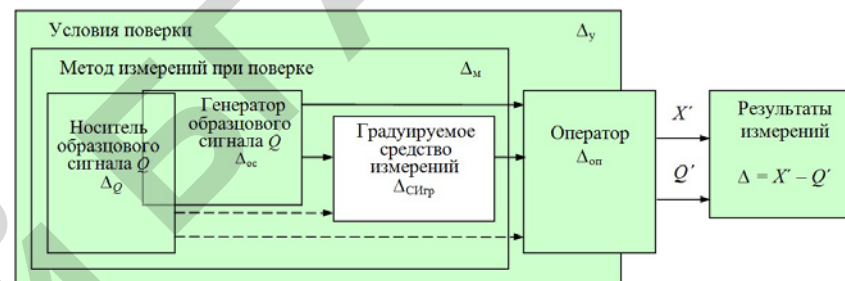 Условия поверки
Δу
Метод измерений при поверке
Δм
Носитель
образцового
сигнала Q
ΔQ
Генератор
образцового
сигнала Q
Δос
Градуируемое
средство
измерений
ΔСИгр
Оператор
Δоп
X´
Q´
Результаты
измерений
Δ = X´ – Q´